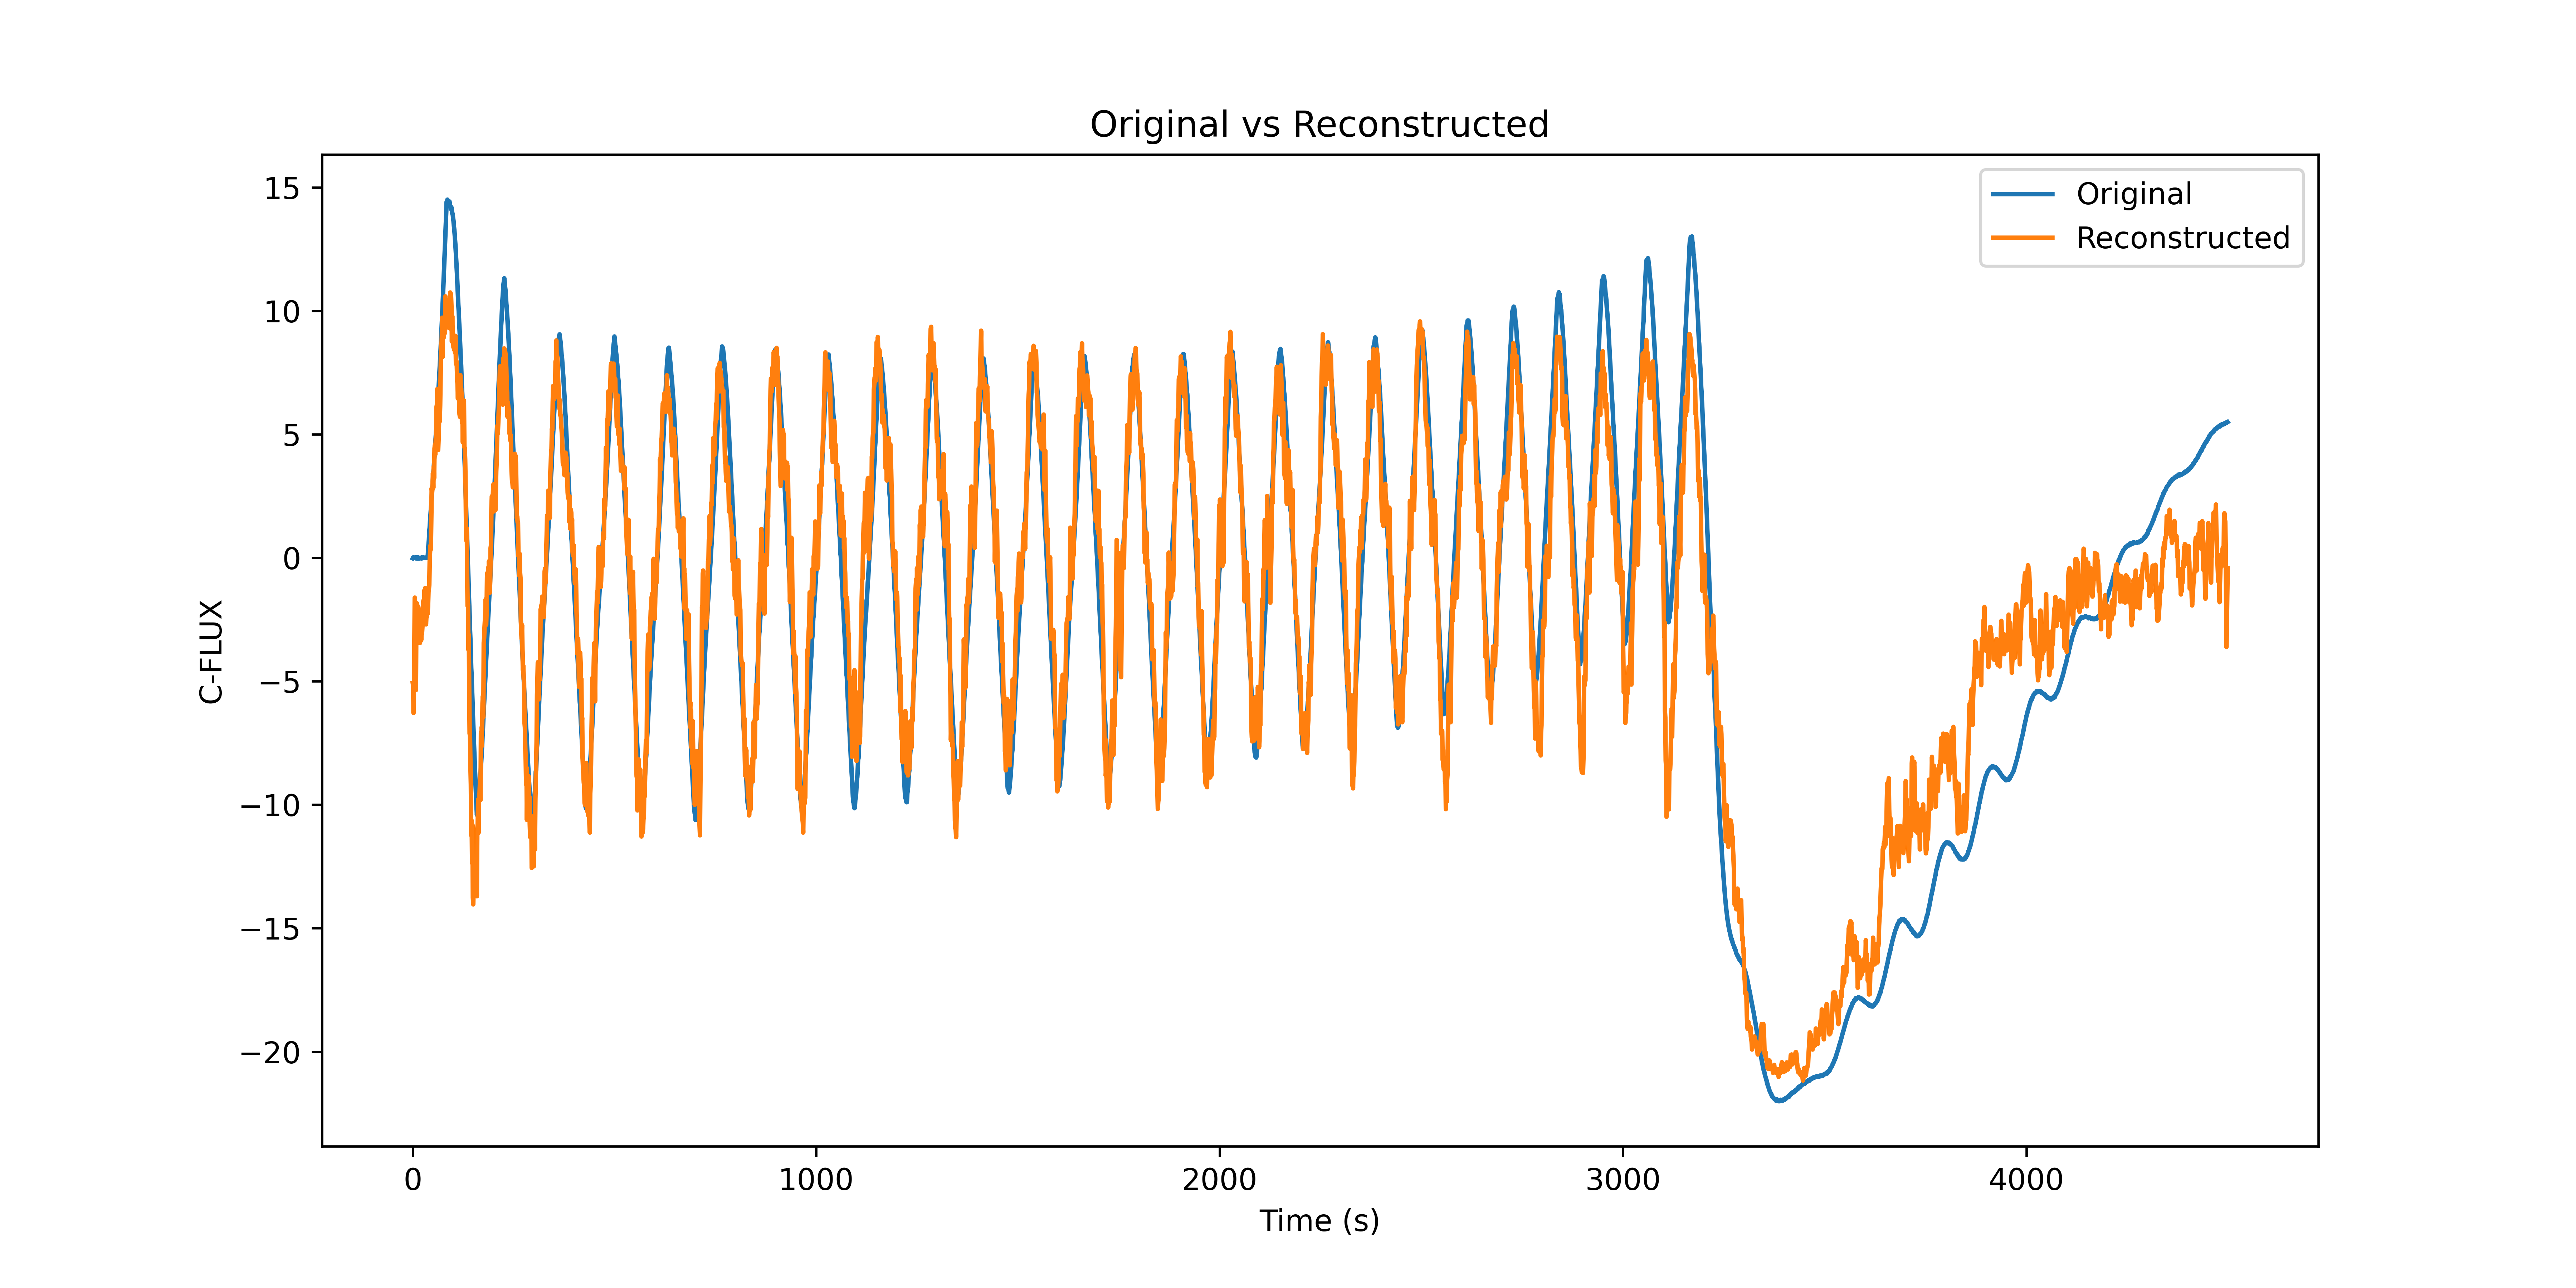 Original vs Reconstructed
Original
Reconstructed
15
10
5
0
−5
−10
−15
−20
C-FLUX
0 1000 2000 3000 4000
Time (s)